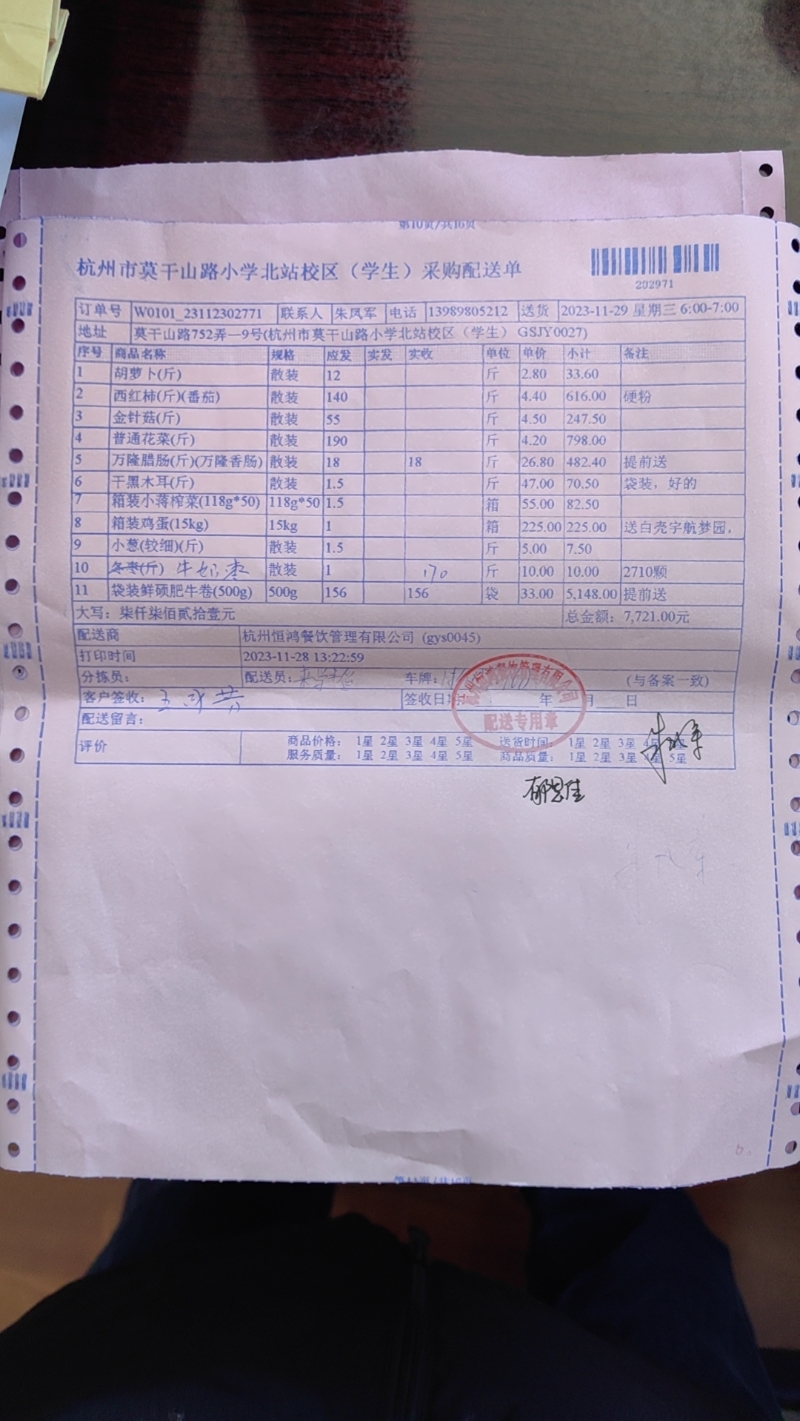 第10页/共16页
杭州市莫干山路小学北站校区（学生）采购配送单
202971
订单号 W0101_23112302771 联系人 朱凤军 电话 13989805212 送货 2023-11-29 星期三 6:00-7:00
地址 莫干山路752弄—9号(杭州市莫干山路小学北站校区（学生） GSJY0027)
序号 商品名称 规格 应发 实发 实收 单位 单价 小计 备注
1 胡萝卜(斤) 散装 12 斤 2.80 33.60
2 西红柿(斤)(番茄) 散装 140 斤 4.40 616.00 硬粉
3 金针菇(斤) 散装 55 斤 4.50 247.50
4 普通花菜(斤) 散装 190 斤 4.20 798.00
5 万隆腊肠(斤)(万隆香肠) 散装 18 18 斤 26.80 482.40 提前送
6 干黑木耳(斤) 散装 1.5 斤 47.00 70.50 袋装，好的
7 箱装小蒋榨菜(118g*50) 118g*50 1.5 箱 55.00 82.50
8 箱装鸡蛋(15kg) 15kg 1 箱 225.00 225.00 送白壳宇航梦园，
9 小葱(较细)(斤) 散装 1.5 斤 5.00 7.50
10 冬枣(斤) 牛奶枣 散装 1 170 斤 10.00 10.00 2710颗
11 袋装鲜硕肥牛卷(500g) 500g 156 156 袋 33.00 5,148.00 提前送
大写：柒仟柒佰贰拾壹元 总金额：7,721.00元
配送商 杭州恒鸿餐饮管理有限公司 (gys0045)
打印时间 2023-11-28 13:22:59
分拣员： 配送员： 车牌： (与备案一致)
客户签收： 签收日期： 年 月 日
配送专用章
配送留言：
评价 商品价格： 1星 2星 3星 4星 5星 送货时间： 1星 2星 3星 4星 5星
服务质量： 1星 2星 3星 4星 5星 商品质量： 1星 2星 3星 4星 5星
郁思佳